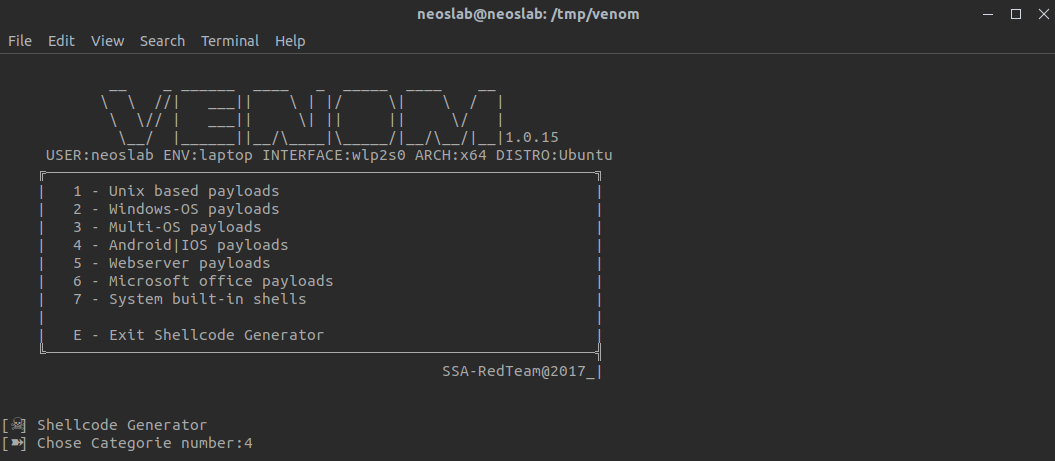 neoslab@neoslab: /tmp/venom
File Edit View Search Terminal Help
VENOM 1.0.15
USER:neoslab ENV:laptop INTERFACE:wlp2s0 ARCH:x64 DISTRO:Ubuntu
1 - Unix based payloads
2 - Windows-OS payloads
3 - Multi-OS payloads
4 - Android|IOS payloads
5 - Webserver payloads
6 - Microsoft office payloads
7 - System built-in shells
E - Exit Shellcode Generator
SSA-RedTeam@2017_|
[☠] Shellcode Generator
[➽] Chose Categorie number:4